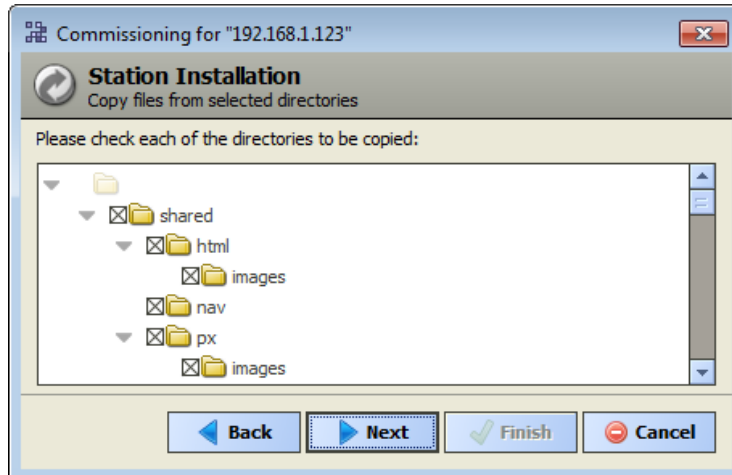 Commissioning for "192.168.1.123"
Station Installation
Copy files from selected directories
Please check each of the directories to be copied:
shared
html
images
nav
px
images
Back Next Finish Cancel